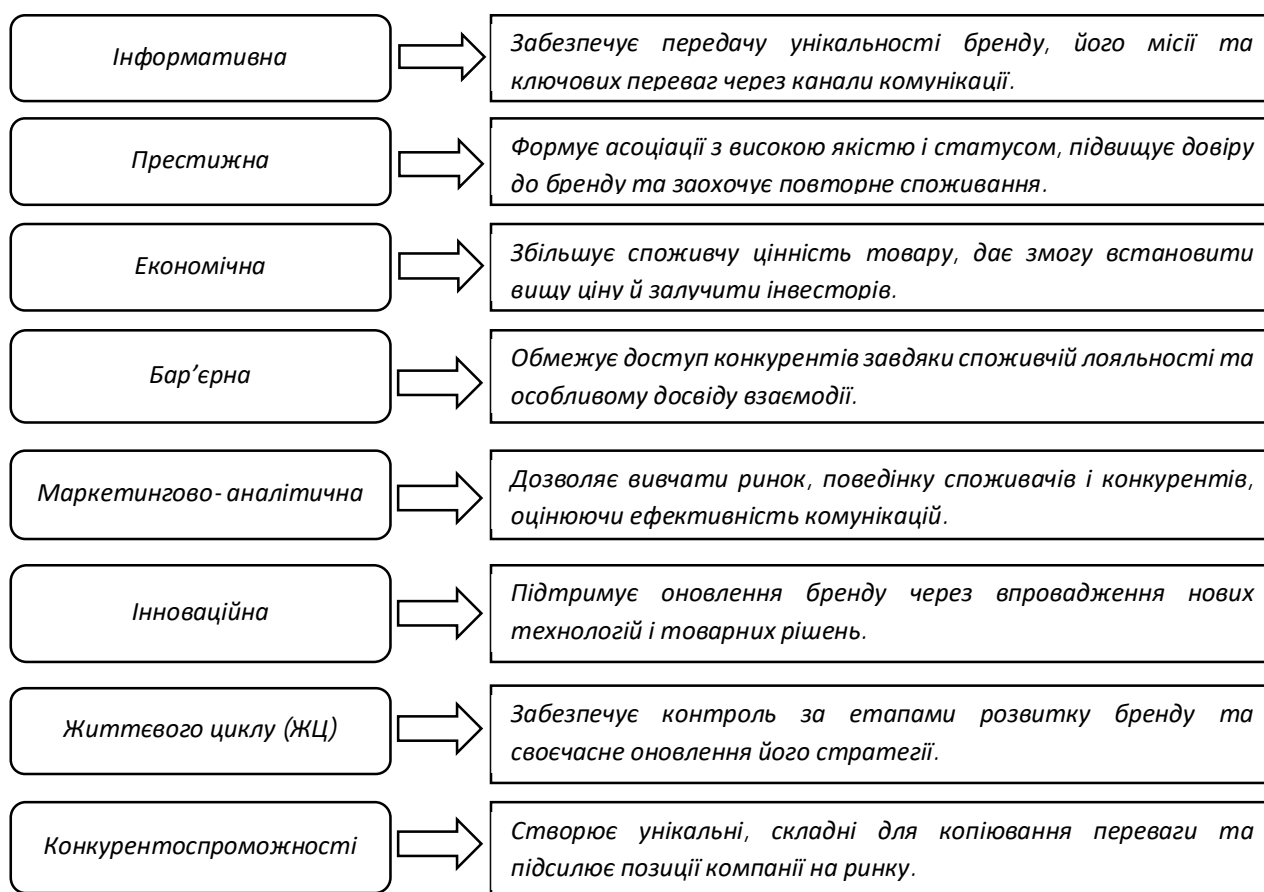 Інформативна
Забезпечує передачу унікальності бренду, його місії та
ключових переваг через канали комунікації.
Престижна
Формує асоціації з високою якістю і статусом, підвищує довіру
до бренду та заохочує повторне споживання.
Економічна
Збільшує споживчу цінність товару, дає змогу встановити
вищу ціну й залучити інвесторів.
Бар’єрна
Обмежує доступ конкурентів завдяки споживчій лояльності та
особливому досвіду взаємодії.
Маркетингово- аналітична
Дозволяє вивчати ринок, поведінку споживачів і конкурентів,
оцінюючи ефективність комунікацій.
Інноваційна
Підтримує оновлення бренду через впровадження нових
технологій і товарних рішень.
Життєвого циклу (ЖЦ)
Забезпечує контроль за етапами розвитку бренду та
своєчасне оновлення його стратегії.
Конкурентоспроможності
Створює унікальні, складні для копіювання переваги та
підсилює позиції компанії на ринку.